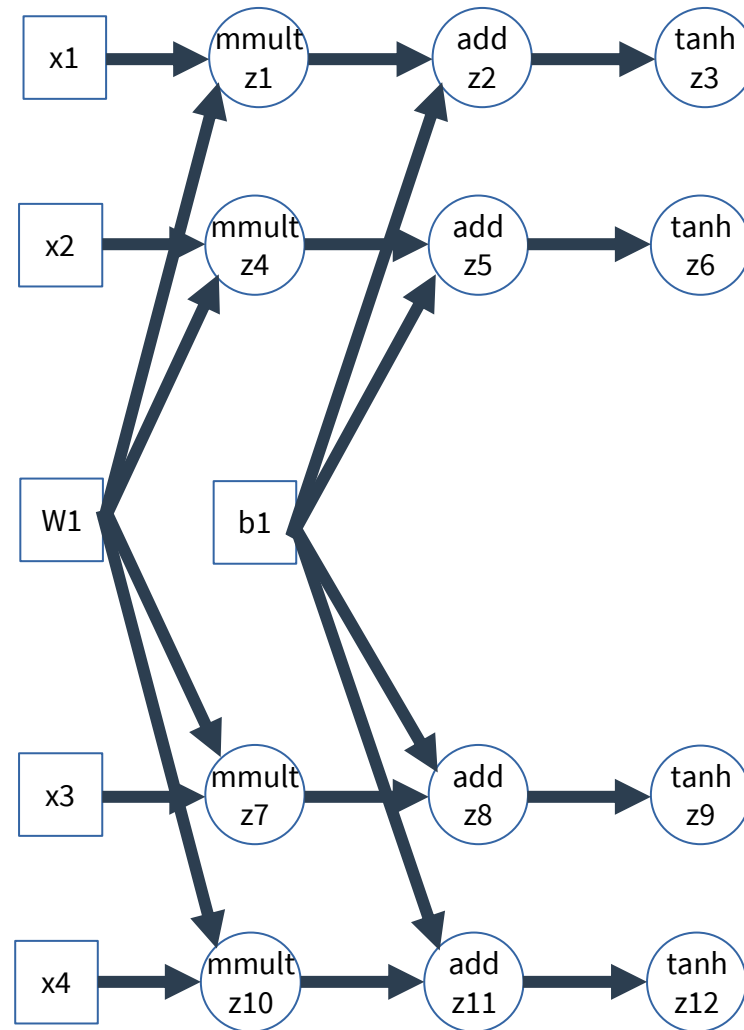 x1
mmult
z1
add
z2
tanh
z3
x2
mmult
z4
add
z5
tanh
z6
W1
b1
x3
mmult
z7
add
z8
tanh
z9
x4
mmult
z10
add
z11
tanh
z12